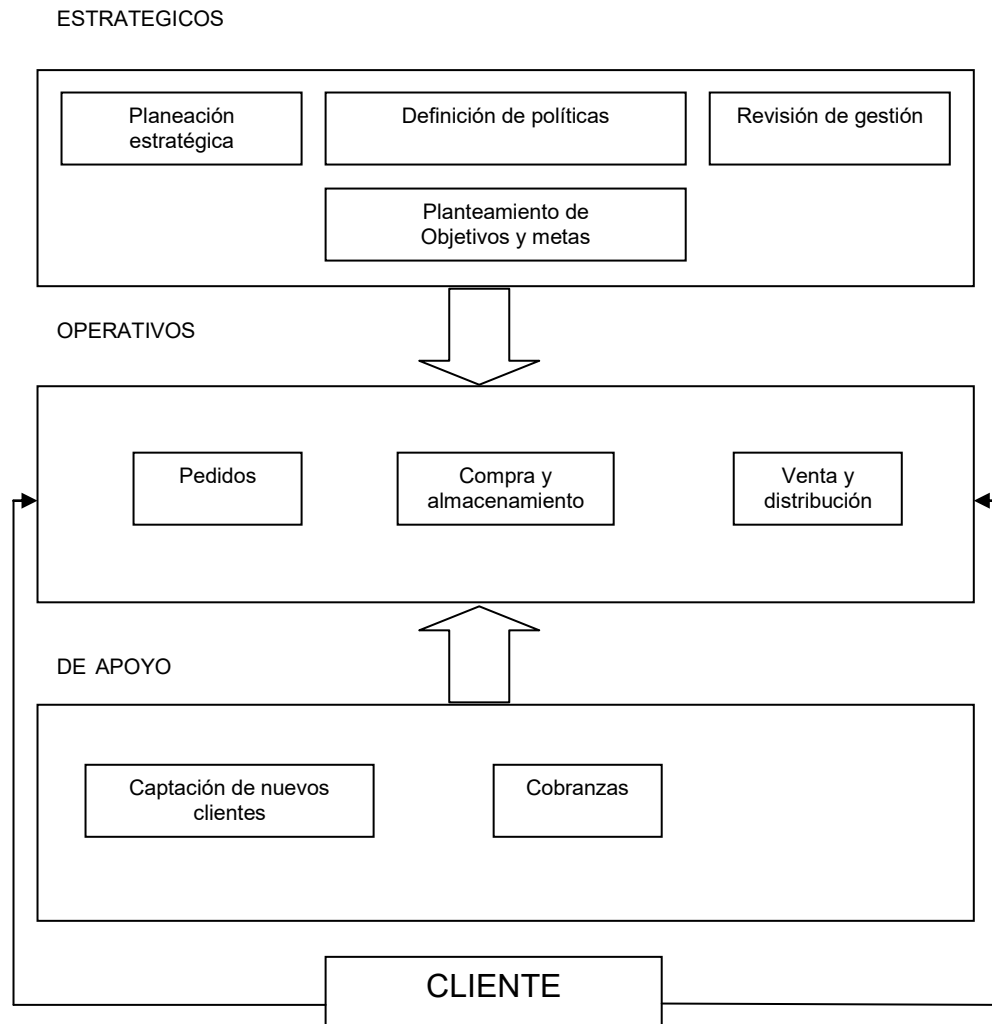 ESTRATEGICOS
Planeación
estratégica
Definición de políticas
Revisión de gestión
Planteamiento de
Objetivos y metas
OPERATIVOS
Pedidos
Compra y
almacenamiento
Venta y
distribución
DE APOYO
Captación de nuevos
clientes
Cobranzas
CLIENTE